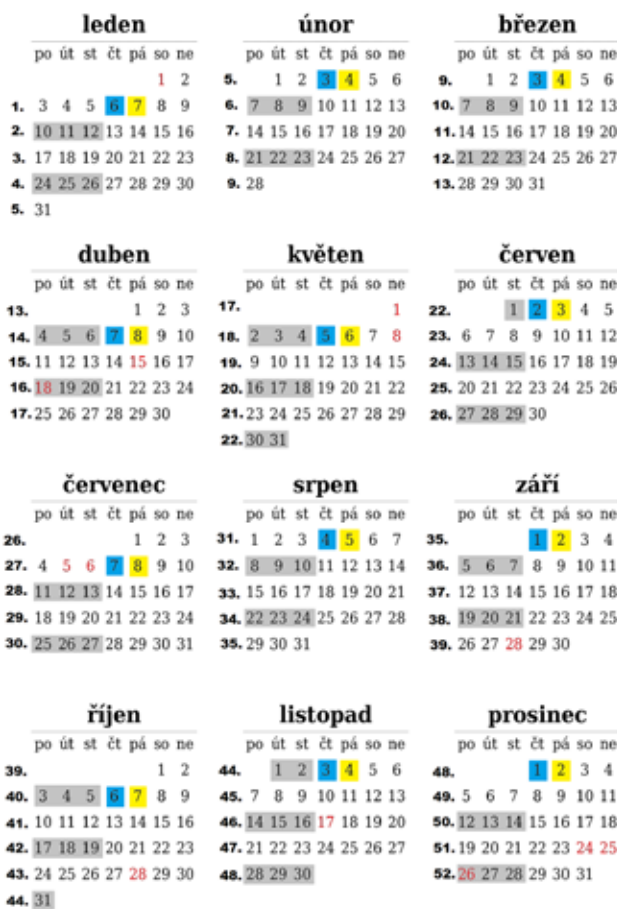 leden únor březen
po út st čt pá so ne po út st čt pá so ne po út st čt pá so ne
1 2 5. 1 2 3 4 5 6 9. 1 2 3 4 5 6
1. 3 4 5 6 7 8 9 6. 7 8 9 10 11 12 13 10. 7 8 9 10 11 12 13
2. 10 11 12 13 14 15 16 7. 14 15 16 17 18 19 20 11. 14 15 16 17 18 19 20
3. 17 18 19 20 21 22 23 8. 21 22 23 24 25 26 27 12. 21 22 23 24 25 26 27
4. 24 25 26 27 28 29 30 9. 28 13. 28 29 30 31
5. 31
duben květen červen
po út st čt pá so ne po út st čt pá so ne po út st čt pá so ne
13. 1 2 3 17. 1 22. 1 2 3 4 5
14. 4 5 6 7 8 9 10 18. 2 3 4 5 6 7 8 23. 6 7 8 9 10 11 12
15. 11 12 13 14 15 16 17 19. 9 10 11 12 13 14 15 24. 13 14 15 16 17 18 19
16. 18 19 20 21 22 23 24 20. 16 17 18 19 20 21 22 25. 20 21 22 23 24 25 26
17. 25 26 27 28 29 30 21. 23 24 25 26 27 28 29 26. 27 28 29 30
22. 30 31
červenec srpen září
po út st čt pá so ne po út st čt pá so ne po út st čt pá so ne
26. 1 2 3 31. 1 2 3 4 5 6 7 35. 1 2 3 4
27. 4 5 6 7 8 9 10 32. 8 9 10 11 12 13 14 36. 5 6 7 8 9 10 11
28. 11 12 13 14 15 16 17 33. 15 16 17 18 19 20 21 37. 12 13 14 15 16 17 18
29. 18 19 20 21 22 23 24 34. 22 23 24 25 26 27 28 38. 19 20 21 22 23 24 25
30. 25 26 27 28 29 30 31 35. 29 30 31 39. 26 27 28 29 30
říjen listopad prosinec
po út st čt pá so ne po út st čt pá so ne po út st čt pá so ne
39. 1 2 44. 1 2 3 4 5 6 48. 1 2 3 4
40. 3 4 5 6 7 8 9 45. 7 8 9 10 11 12 13 49. 5 6 7 8 9 10 11
41. 10 11 12 13 14 15 16 46. 14 15 16 17 18 19 20 50. 12 13 14 15 16 17 18
42. 17 18 19 20 21 22 23 47. 21 22 23 24 25 26 27 51. 19 20 21 22 23 24 25
43. 24 25 26 27 28 29 30 48. 28 29 30 52. 26 27 28 29 30 31
44. 31